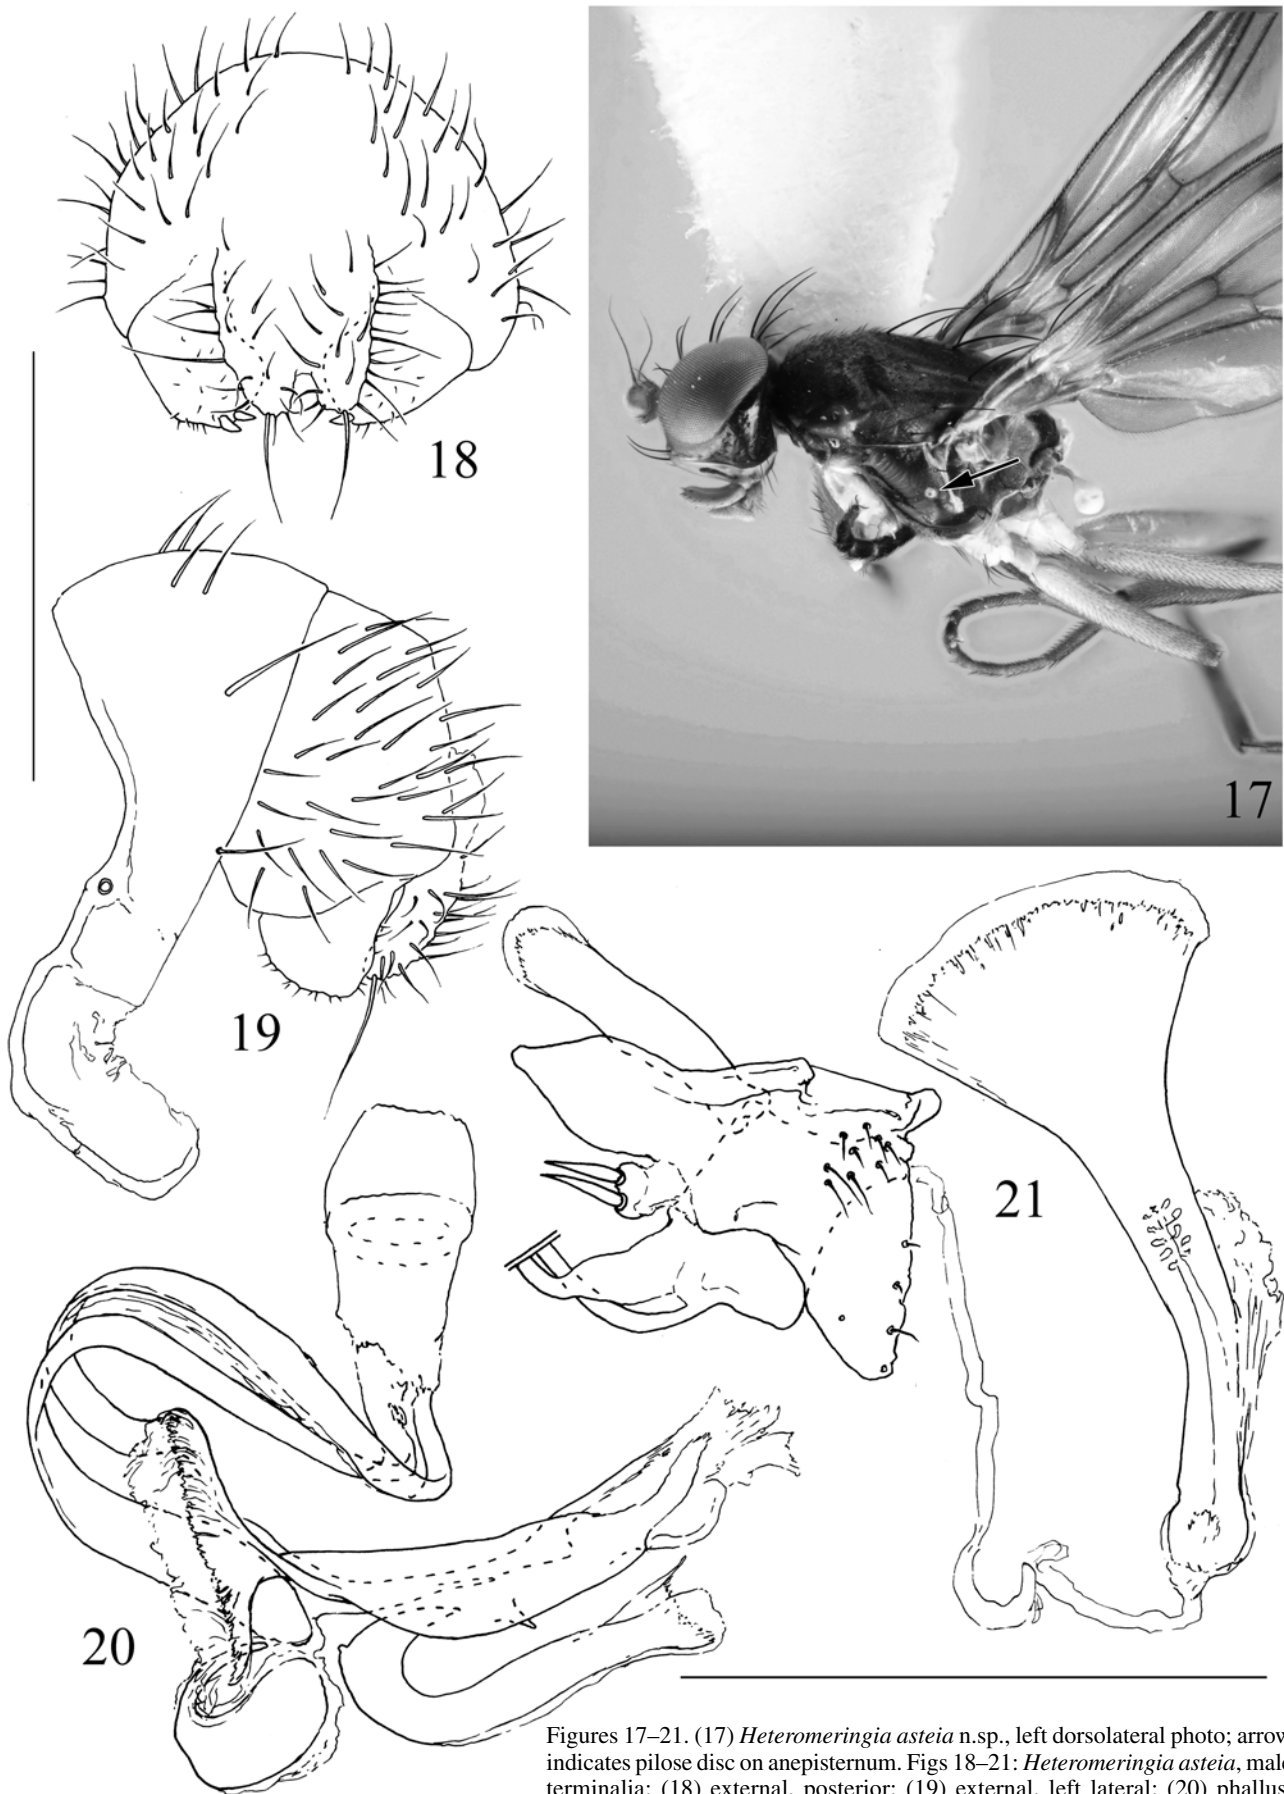 17
18
19
20
21
Figures 17–21. (17) Heteromeringia asteia n.sp., left dorsolateral photo; arrow
indicates pilose disc on anepisternum. Figs 18–21: Heteromeringia asteia, male
terminalia: (18) external, posterior; (19) external, left lateral; (20) phallus